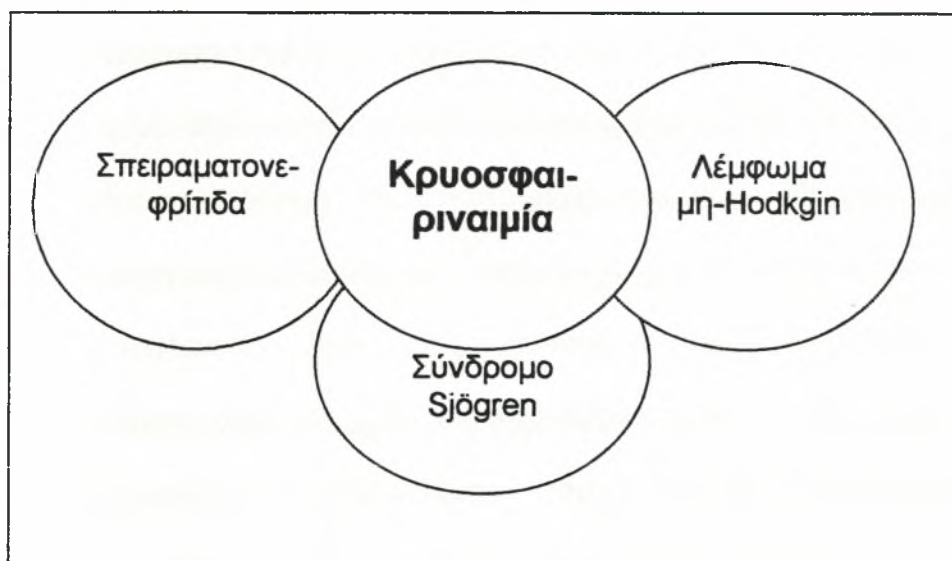 Σπειραματονε-
φρίτιδα
Κρυοσφαι-
ριναιμία
Λέμφωμα
μη-Hodkgin
Σύνδρομο
Sjögren